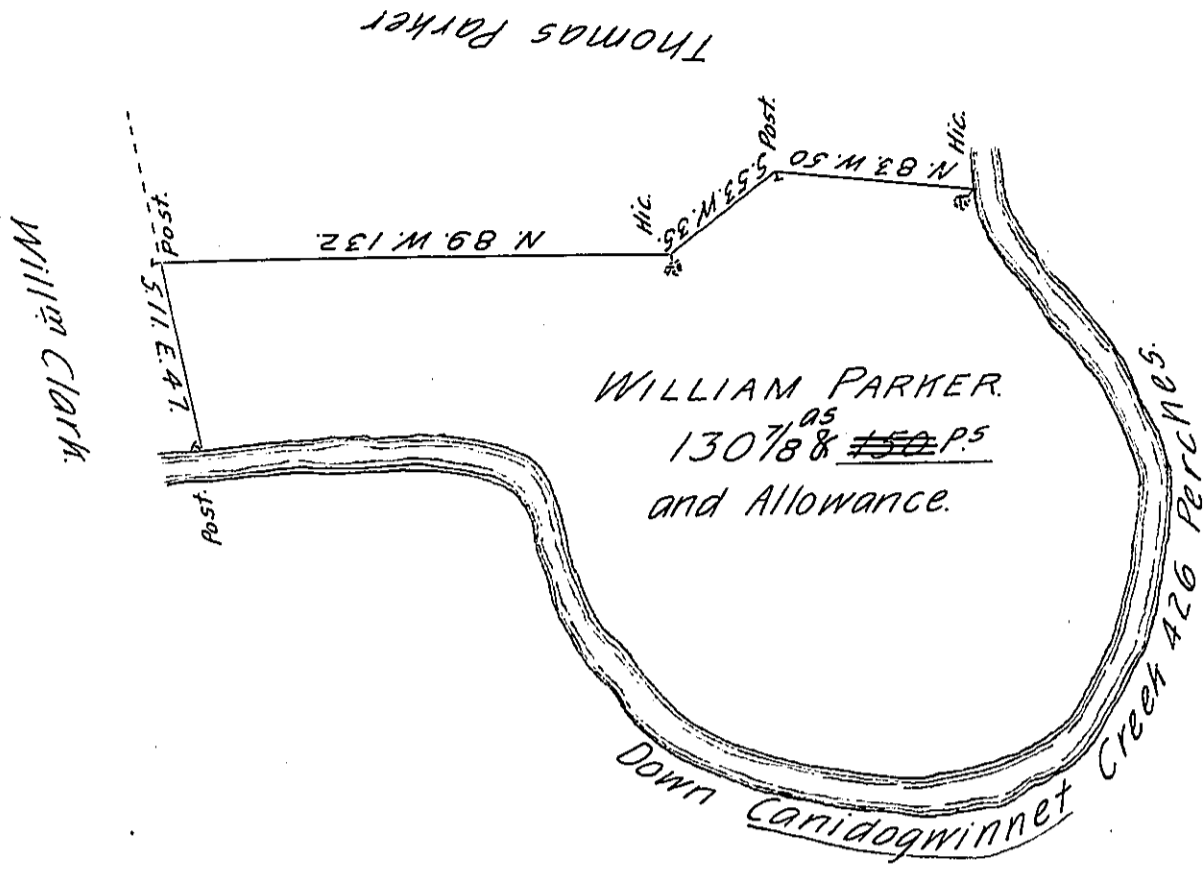 Thomas Parker
Post.
Hic.
N. 83. W. 50
S. 53. W. 35.
Hic.
Post.
N. 89. W. 132.
Willm Clark.
S. 11. E. 47.
Post.
WILLIAM PARKER.
130 7/8 as & 150 Ps
and Allowance.
Down Canidogwinnet Creek 426 Perches.